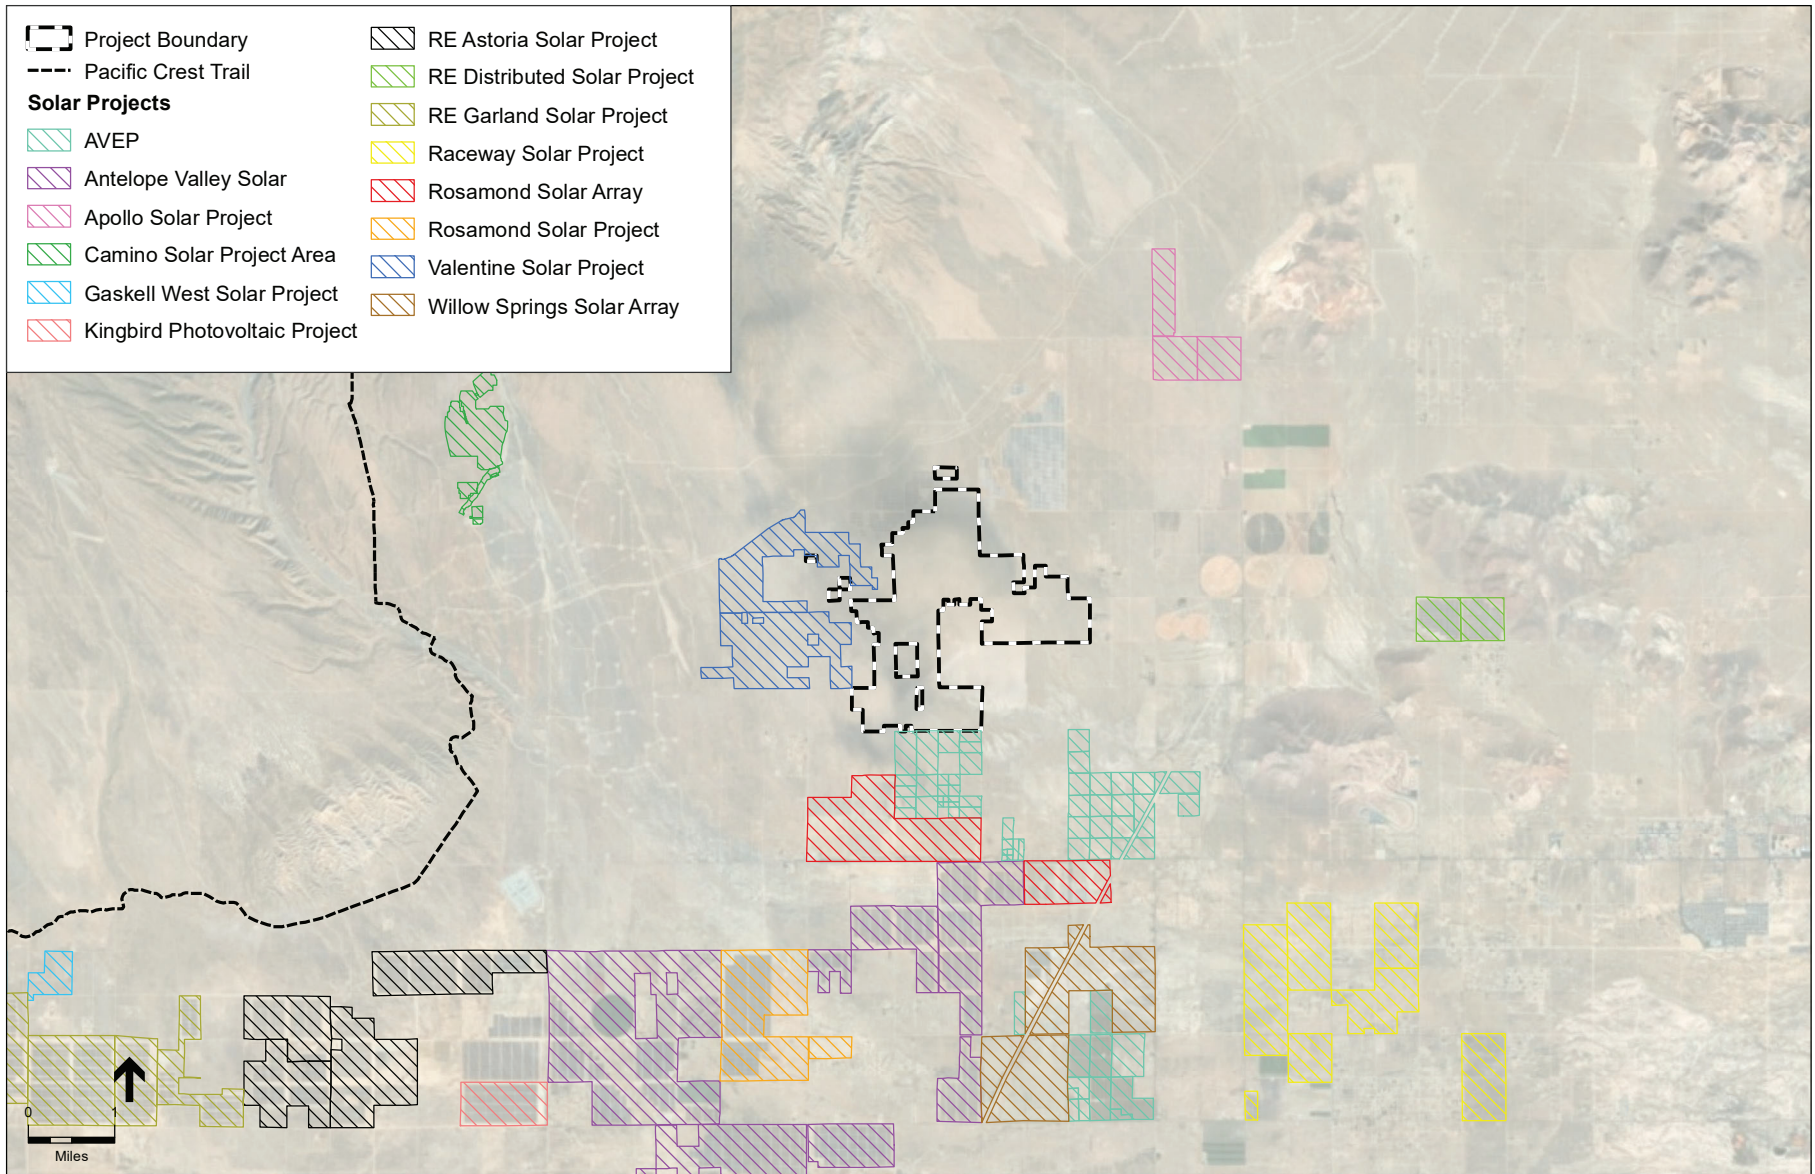 Project Boundary
Pacific Crest Trail
Solar Projects
AVEP
Antelope Valley Solar
Apollo Solar Project
Camino Solar Project Area
Gaskell West Solar Project
Kingbird Photovoltaic Project
RE Astoria Solar Project
RE Distributed Solar Project
RE Garland Solar Project
Raceway Solar Project
Rosamond Solar Array
Rosamond Solar Project
Valentine Solar Project
Willow Springs Solar Array
0 1
Miles